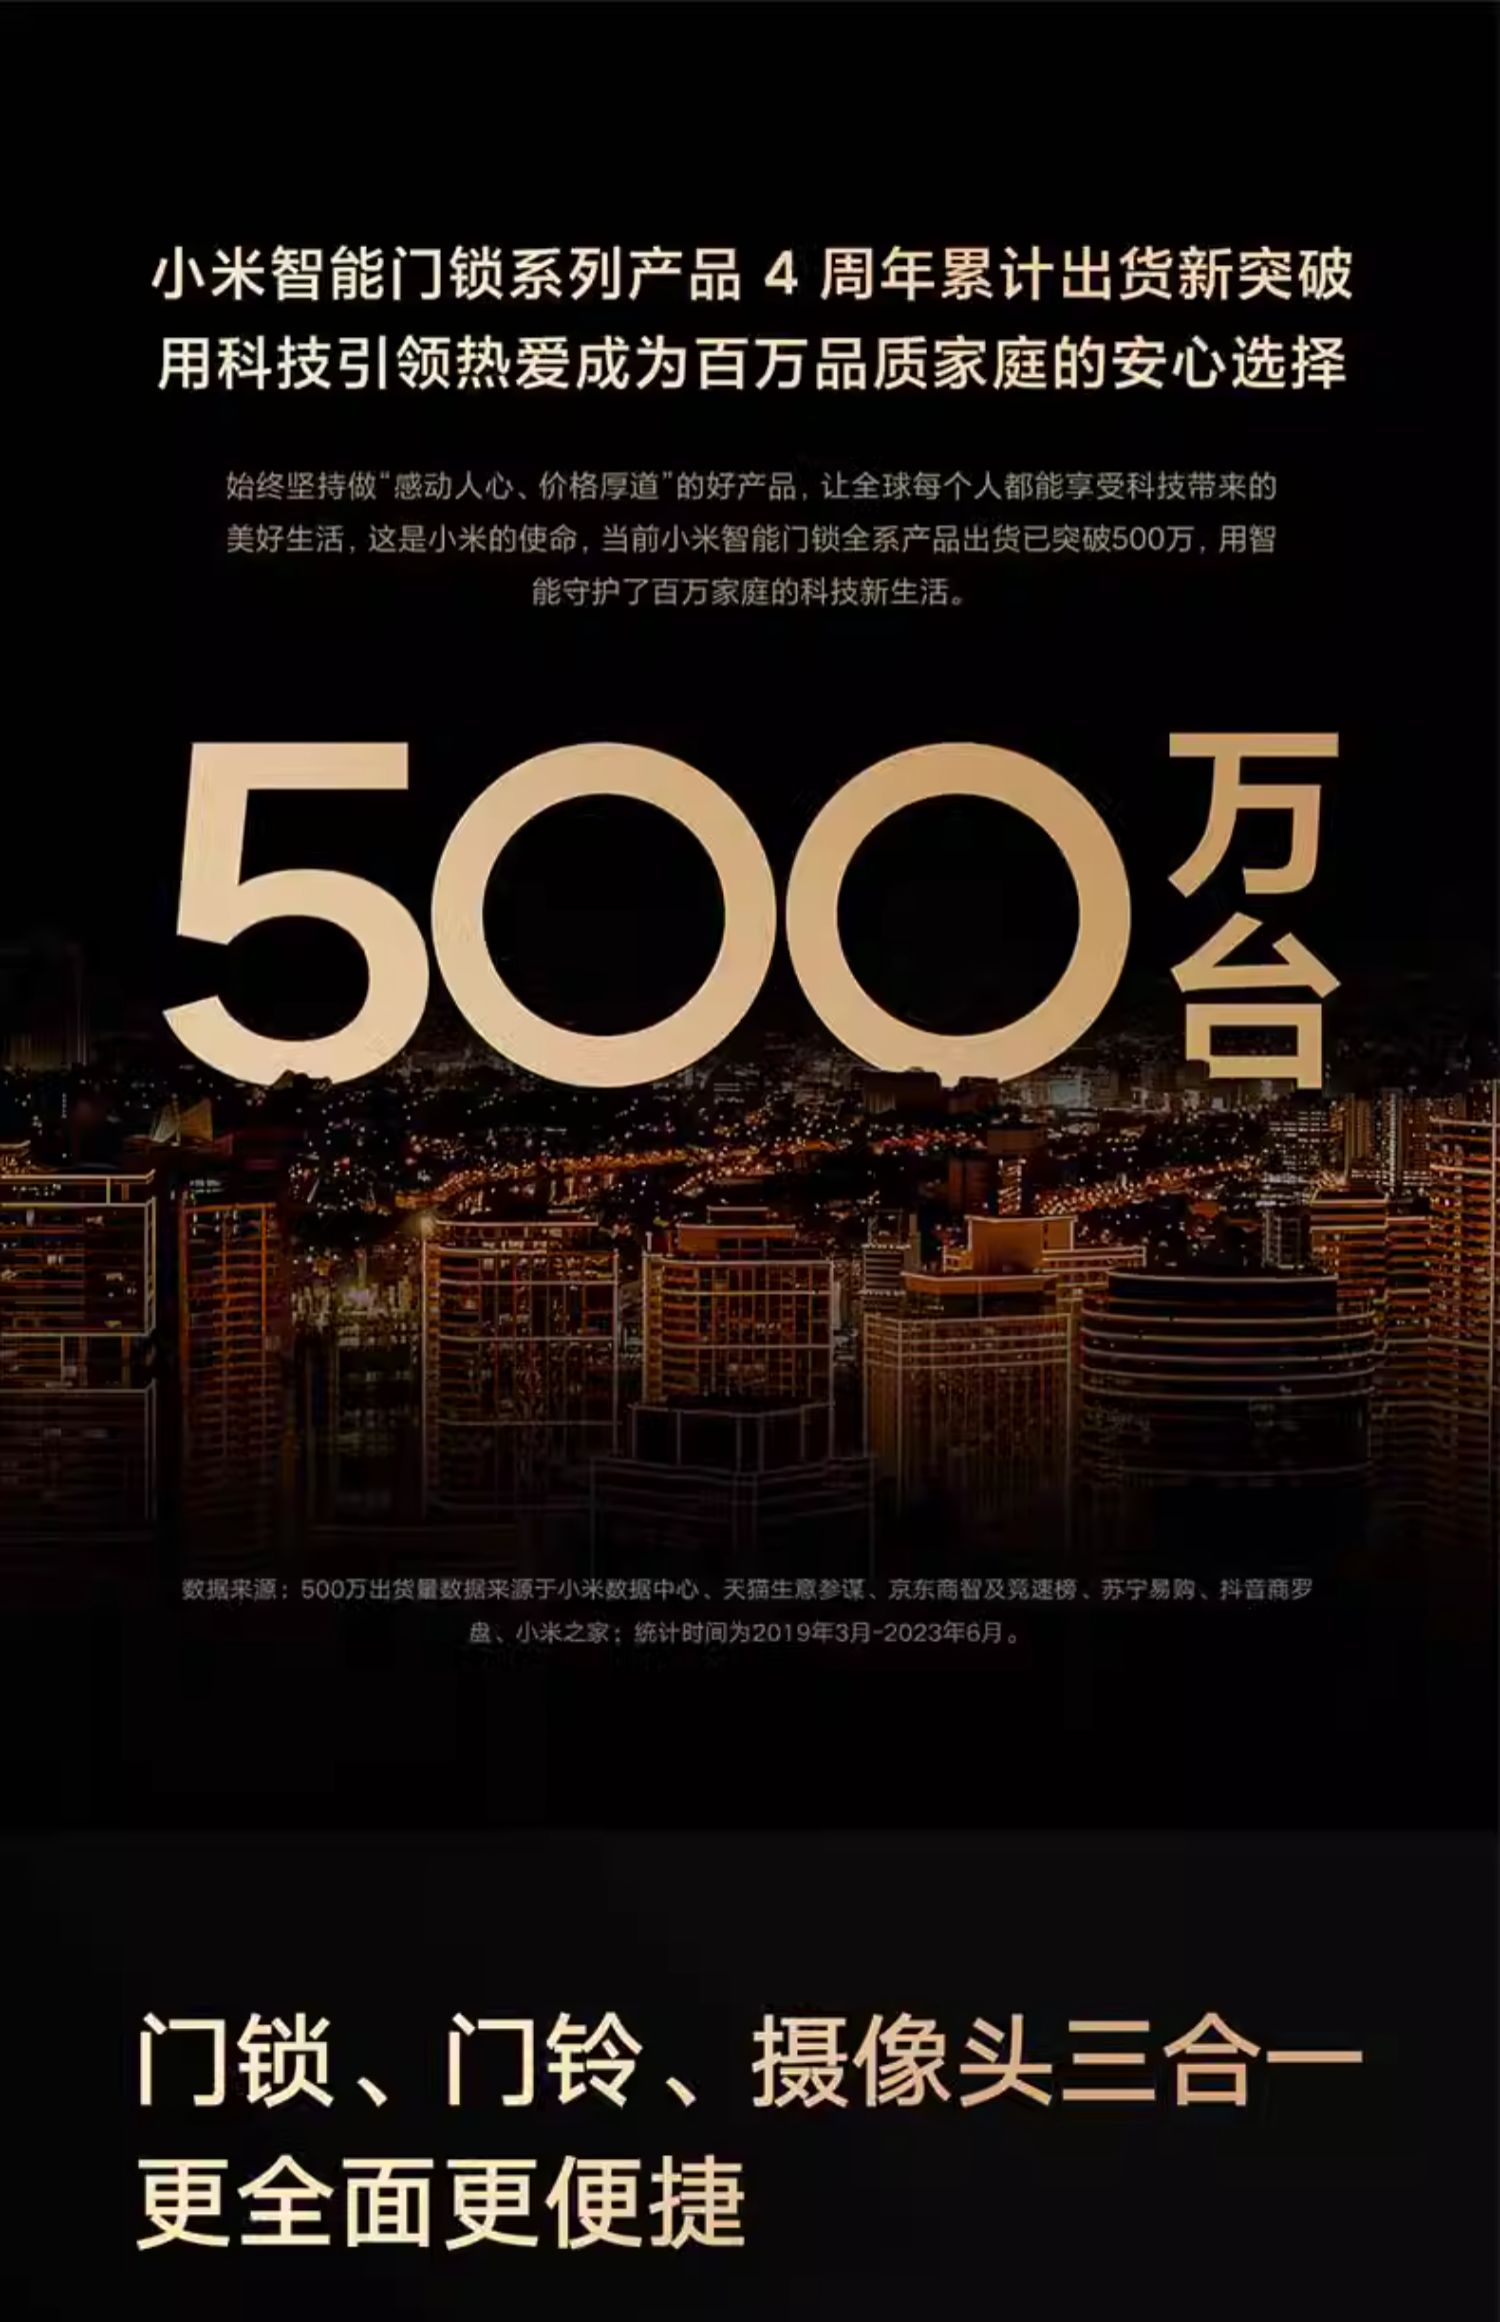 小米智能门锁系列产品 4 周年累计出货新突破
用科技引领热爱成为百万品质家庭的安心选择
始终坚持做“感动人心、价格厚道”的好产品，让全球每个人都能享受科技带来的
美好生活，这是小米的使命，当前小米智能门锁全系产品出货已突破500万，用智
能守护了百万家庭的科技新生活。
500万台
数据来源：500万出货量数据来源于小米数据中心、天猫生意参谋、京东商智及竞速榜、苏宁易购、抖音商罗
盘、小米之家；统计时间为2019年3月-2023年6月。
门锁、门铃、摄像头三合一
更全面更便捷